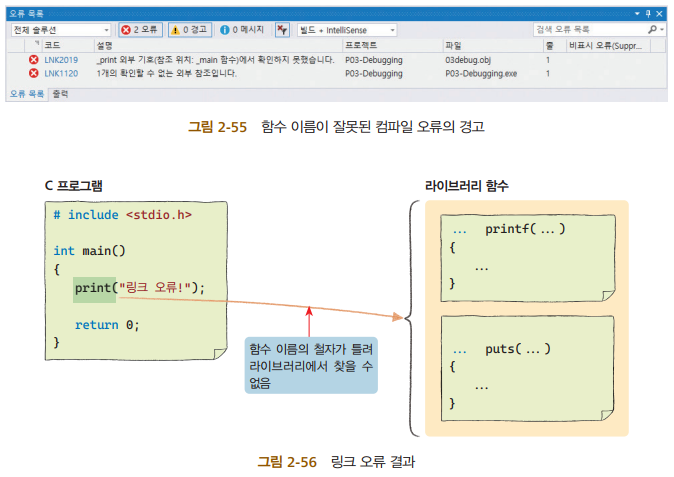 오류 목록
전체 솔루션 2 오류 0 경고 0 메시지 빌드 + IntelliSense 검색 오류 목록
코드 설명 프로젝트 파일 줄 비표시 오류(Suppr...
LNK2019 _print 외부 기호(참조 위치: _main 함수)에서 확인하지 못했습니다. P03-Debugging 03debug.obj 1
LNK1120 1개의 확인할 수 없는 외부 참조입니다. P03-Debugging P03-Debugging.exe 1
오류 목록 출력
그림 2-55 함수 이름이 잘못된 컴파일 오류의 경고
C 프로그램
# include <stdio.h>
int main()
{
print("링크 오류!");
return 0;
}
함수 이름의 철자가 틀려
라이브러리에서 찾을 수
없음
라이브러리 함수
... printf(...)
{
...
}
... puts(...)
{
...
}
그림 2-56 링크 오류 결과